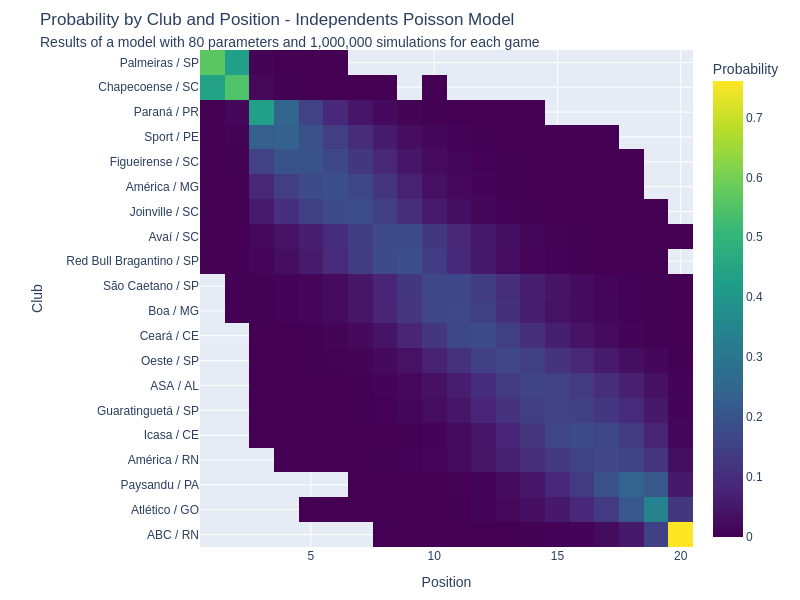 Probability by Club and Position - Independents Poisson Model
Results of a model with 80 parameters and 1,000,000 simulations for each game
Probability
Palmeiras / SP
Chapecoense / SC
Paraná / PR
Sport / PE
Figueirense / SC
América / MG
Joinville / SC
Avaí / SC
Red Bull Bragantino / SP
São Caetano / SP
Boa / MG
Ceará / CE
Oeste / SP
ASA / AL
Guaratinguetá / SP
Icasa / CE
América / RN
Paysandu / PA
Atlético / GO
ABC / RN
Club
5
10
15
20
Position
0.7
0.6
0.5
0.4
0.3
0.2
0.1
0